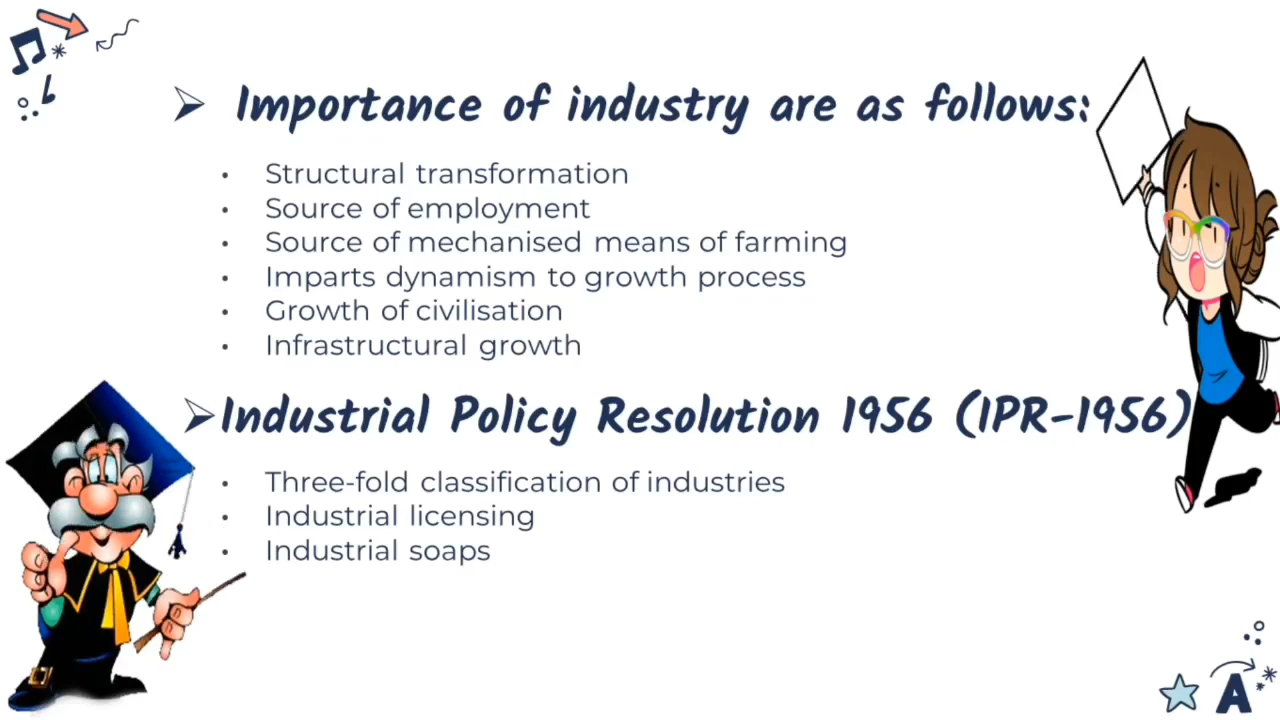 ➢ Importance of industry are as follows:
• Structural transformation
• Source of employment
• Source of mechanised means of farming
• Imparts dynamism to growth process
• Growth of civilisation
• Infrastructural growth
➢Industrial Policy Resolution 1956 (IPR-1956)
• Three-fold classification of industries
• Industrial licensing
• Industrial soaps
A